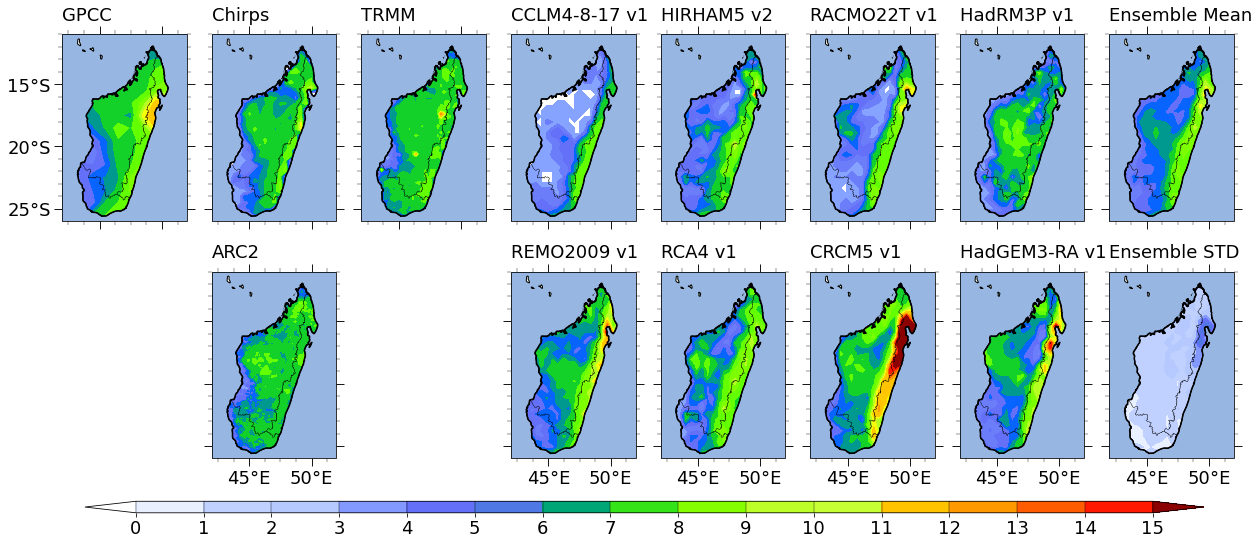 GPCC Chirps TRMM CCLM4-8-17 v1 HIRHAM5 v2 RACMO22T v1 HadRM3P v1 Ensemble Mean
15°S
20°S
25°S
ARC2 REMO2009 v1 RCA4 v1 CRCM5 v1 HadGEM3-RA v1 Ensemble STD
45°E 50°E 45°E 50°E 45°E 50°E 45°E 50°E 45°E 50°E 45°E 50°E
0 1 2 3 4 5 6 7 8 9 10 11 12 13 14 15